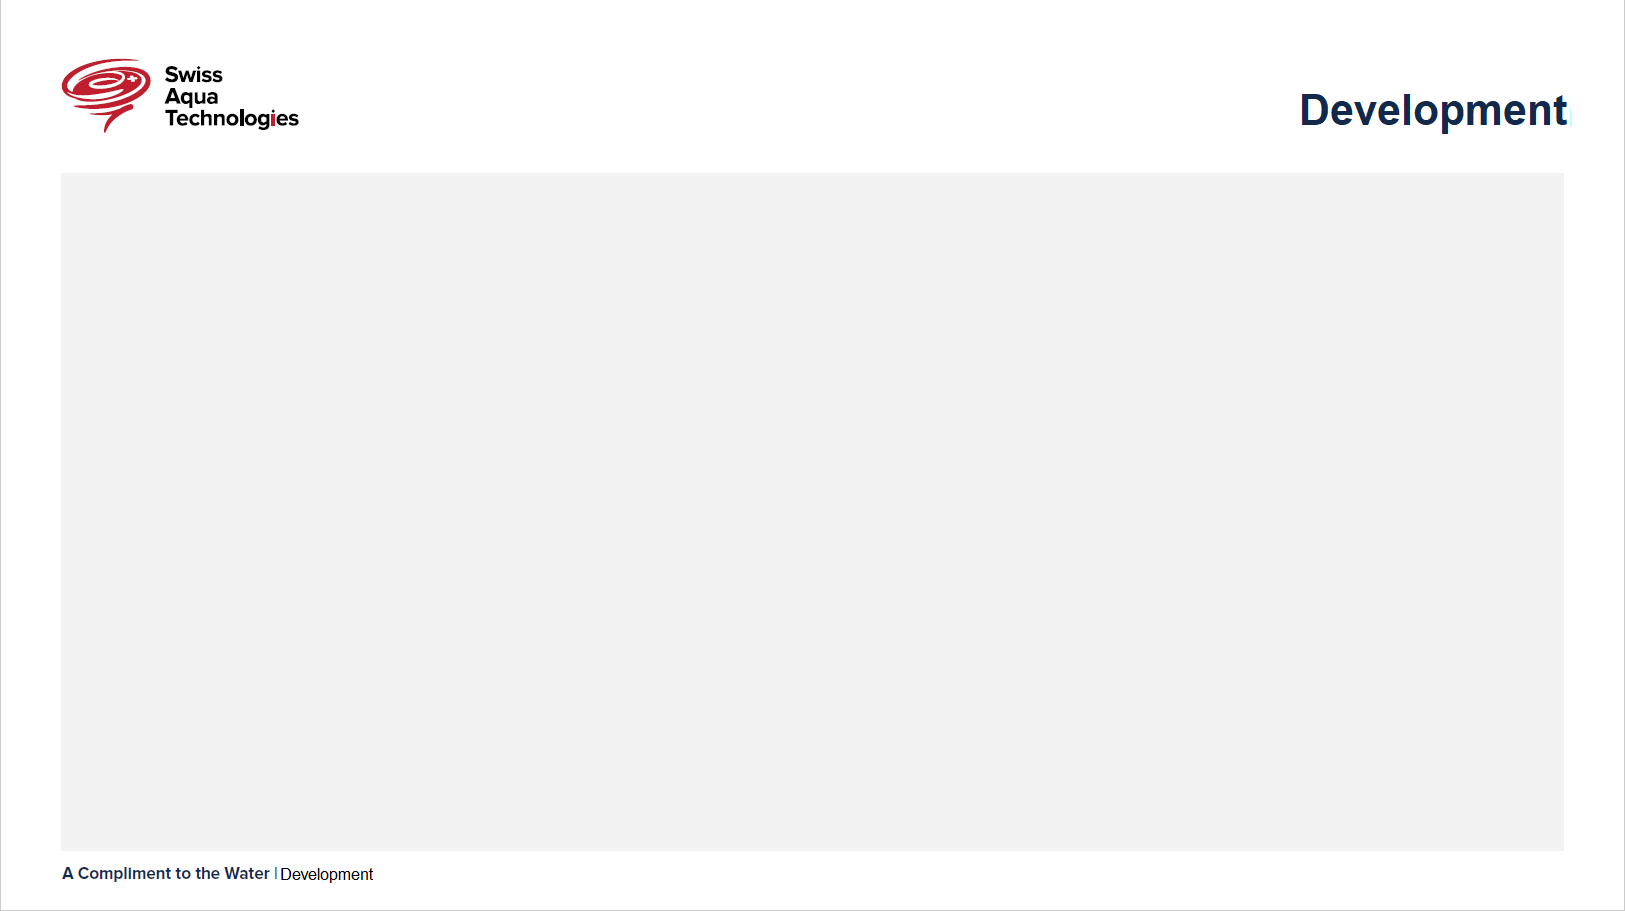 Swiss
Aqua
Technologies
Development
A Compliment to the Water | Development